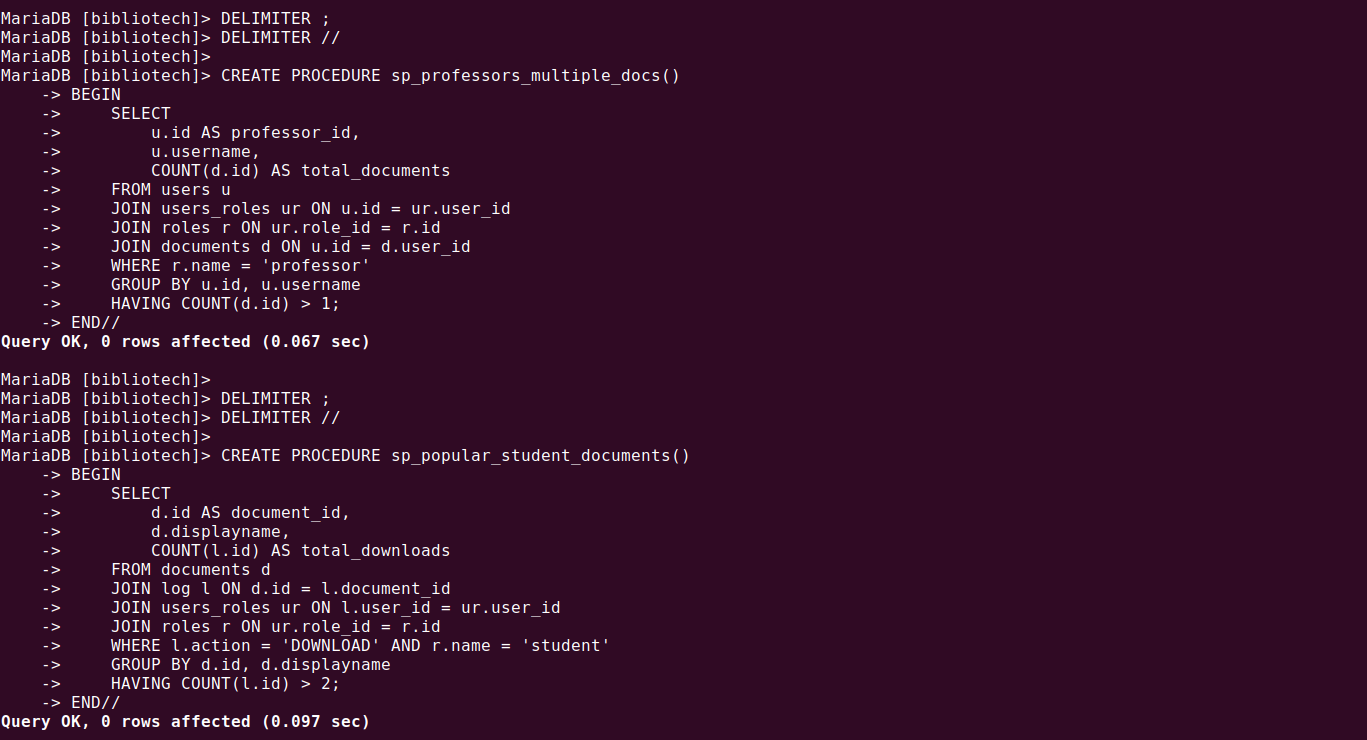 MariaDB [bibliotech]> DELIMITER ;
MariaDB [bibliotech]> DELIMITER //
MariaDB [bibliotech]>
MariaDB [bibliotech]> CREATE PROCEDURE sp_professors_multiple_docs()
    -> BEGIN
    ->     SELECT
    ->         u.id AS professor_id,
    ->         u.username,
    ->         COUNT(d.id) AS total_documents
    ->     FROM users u
    ->     JOIN users_roles ur ON u.id = ur.user_id
    ->     JOIN roles r ON ur.role_id = r.id
    ->     JOIN documents d ON u.id = d.user_id
    ->     WHERE r.name = 'professor'
    ->     GROUP BY u.id, u.username
    ->     HAVING COUNT(d.id) > 1;
    -> END//
Query OK, 0 rows affected (0.067 sec)

MariaDB [bibliotech]>
MariaDB [bibliotech]> DELIMITER ;
MariaDB [bibliotech]> DELIMITER //
MariaDB [bibliotech]>
MariaDB [bibliotech]> CREATE PROCEDURE sp_popular_student_documents()
    -> BEGIN
    ->     SELECT
    ->         d.id AS document_id,
    ->         d.displayname,
    ->         COUNT(l.id) AS total_downloads
    ->     FROM documents d
    ->     JOIN log l ON d.id = l.document_id
    ->     JOIN users_roles ur ON l.user_id = ur.user_id
    ->     JOIN roles r ON ur.role_id = r.id
    ->     WHERE l.action = 'DOWNLOAD' AND r.name = 'student'
    ->     GROUP BY d.id, d.displayname
    ->     HAVING COUNT(l.id) > 2;
    -> END//
Query OK, 0 rows affected (0.097 sec)